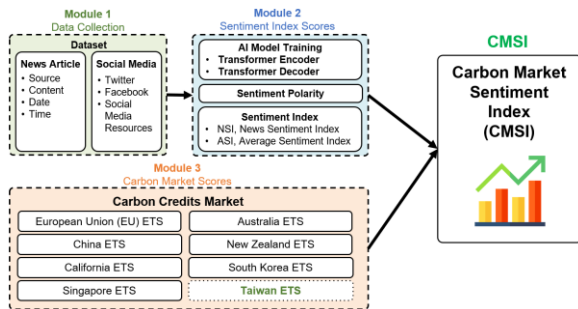 Module 1
Data Collection
Dataset
News Article
• Source
• Content
• Date
• Time
Social Media
• Twitter
• Facebook
• Social
Media
Resources
Module 2
Sentiment Index Scores
AI Model Training
• Transformer Encoder
• Transformer Decoder
Sentiment Polarity
Sentiment Index
• NSI, News Sentiment Index
• ASI, Average Sentiment Index
Module 3
Carbon Market Scores
Carbon Credits Market
European Union (EU) ETS
Australia ETS
China ETS
New Zealand ETS
California ETS
South Korea ETS
Singapore ETS
Taiwan ETS
CMSI
Carbon Market
Sentiment
Index
(CMSI)